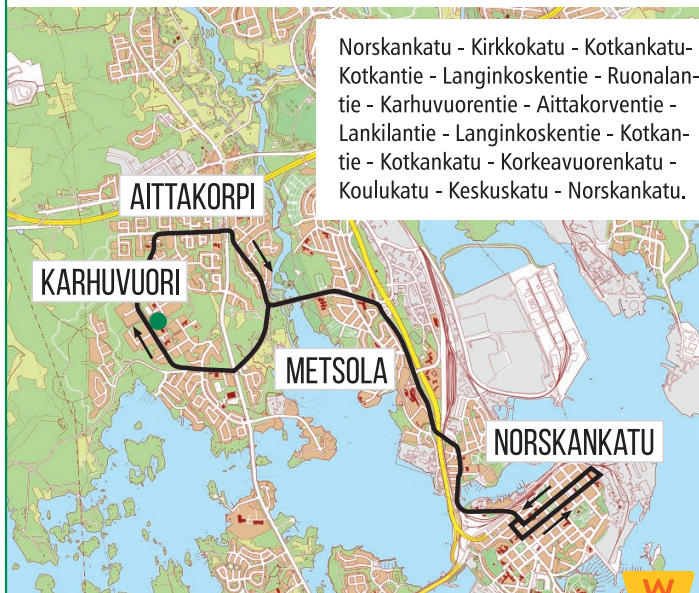 Norskankatu - Kirkkokatu - Kotkankatu-
Kotkantie - Langinkoskentie - Ruonalan-
tie - Karhuvuorentie - Aittakorventie -
Lankilantie - Langinkoskentie - Kotkan-
tie - Kotkankatu - Korkeavuorenkatu -
Koulukatu - Keskuskatu - Norskankatu.
AITTAKORPI
KARHUVUORI
METSOLA
NORSKANKATU
W